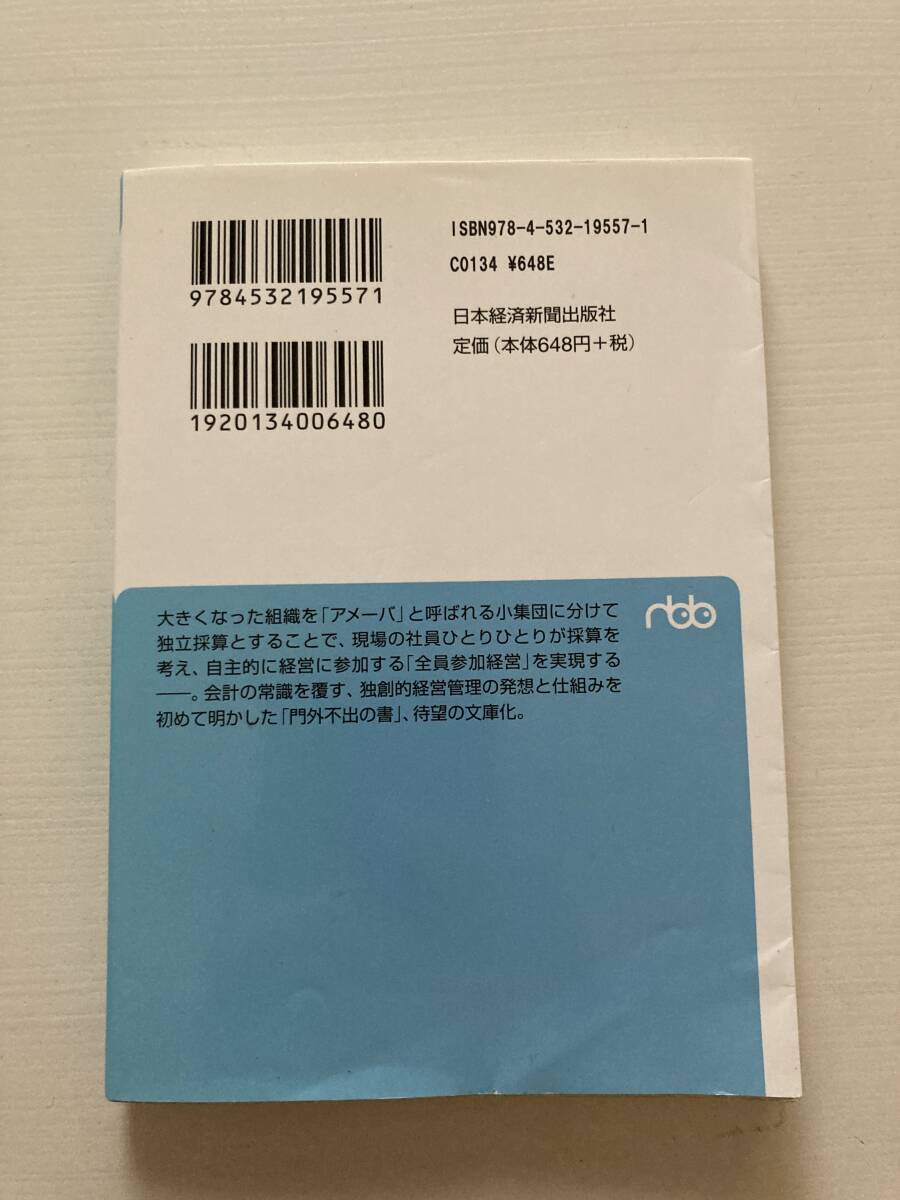 ISBN978-4-532-19557-1
C0134 ¥648E
9784532195571
日本経済新聞出版社
定価(本体648円+税)
1920134006480
nbb
大きくなった組織を「アメーバ」と呼ばれる小集団に分けて
独立採算とすることで、現場の社員ひとりひとりが採算を
考え、自主的に経営に参加する「全員参加経営」を実現する
――。会計の常識を覆す、独創的経営管理の発想と仕組みを
初めて明かした「門外不出の書」、待望の文庫化。